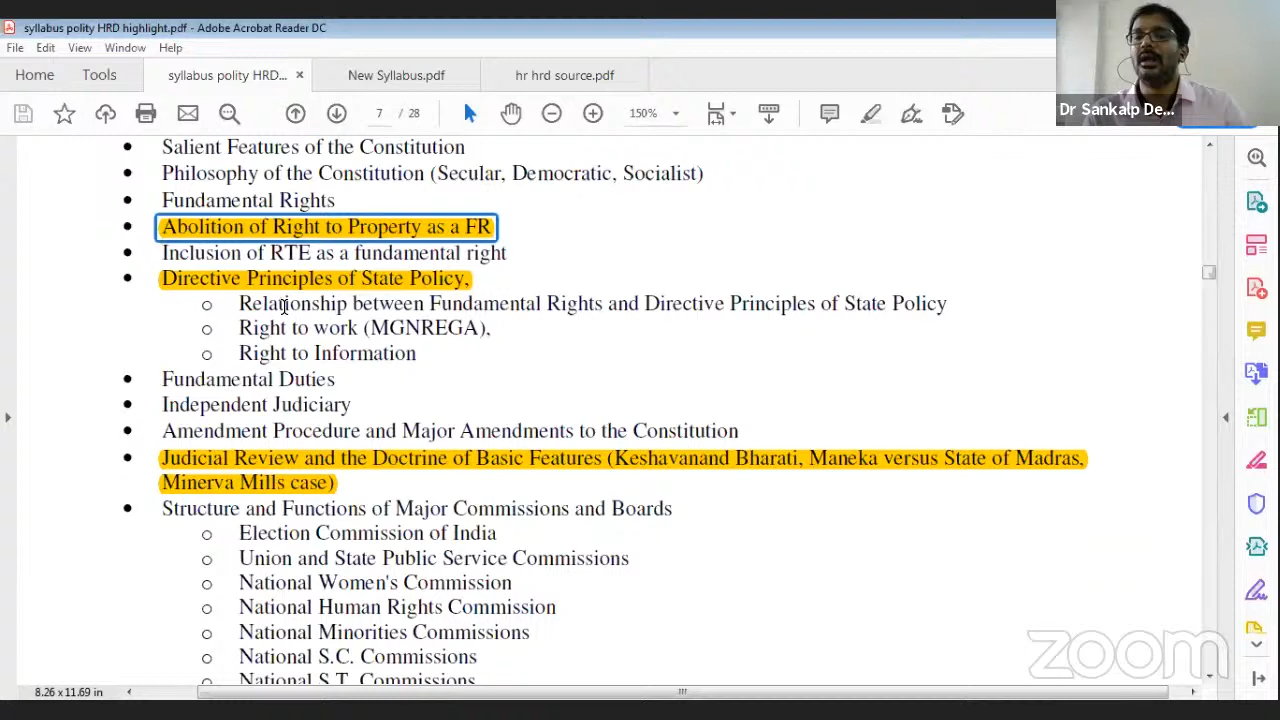 syllabus polity HRD highlight.pdf - Adobe Acrobat Reader DC
File Edit View Window Help
Home Tools syllabus polity HRD... × New Syllabus.pdf hr hrd source.pdf
7 / 28 150%
Dr Sankalp De...
• Salient Features of the Constitution
• Philosophy of the Constitution (Secular, Democratic, Socialist)
• Fundamental Rights
• Abolition of Right to Property as a FR
• Inclusion of RTE as a fundamental right
• Directive Principles of State Policy,
o Relationship between Fundamental Rights and Directive Principles of State Policy
o Right to work (MGNREGA),
o Right to Information
• Fundamental Duties
• Independent Judiciary
• Amendment Procedure and Major Amendments to the Constitution
• Judicial Review and the Doctrine of Basic Features (Keshavanand Bharati, Maneka versus State of Madras,
Minerva Mills case)
• Structure and Functions of Major Commissions and Boards
o Election Commission of India
o Union and State Public Service Commissions
o National Women's Commission
o National Human Rights Commission
o National Minorities Commissions
o National S.C. Commissions
o National S.T. Commissions
zoom
8.26 x 11.69 in